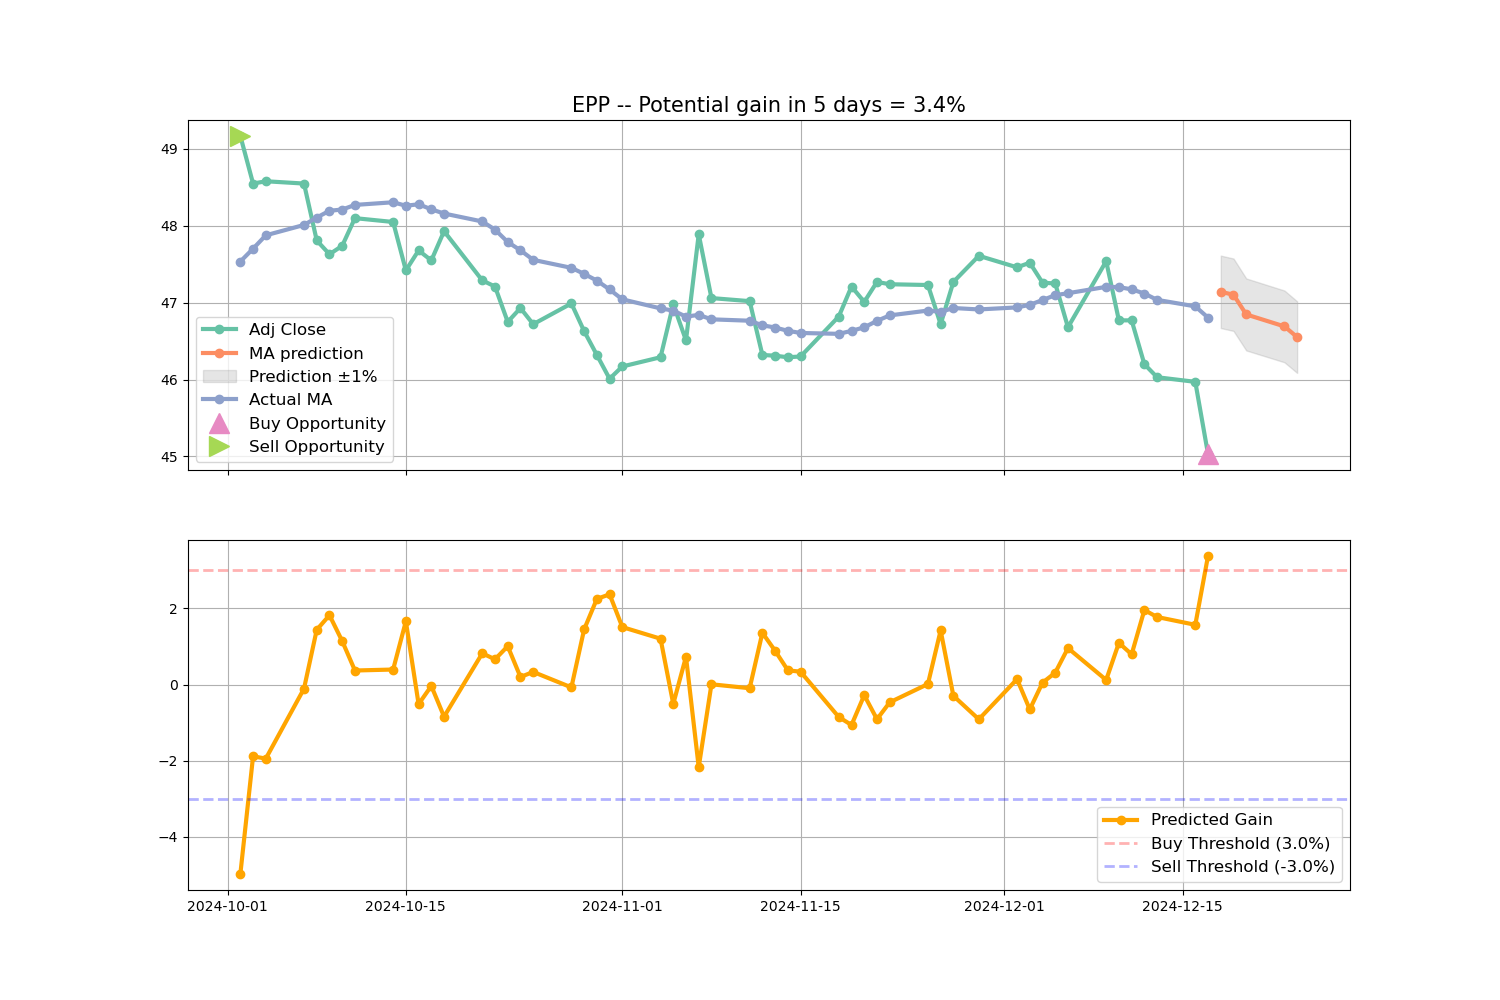 EPP -- Potential gain in 5 days = 3.4%
49
48
47
46
45
Adj Close
MA prediction
Prediction ±1%
Actual MA
Buy Opportunity
Sell Opportunity
2
0
−2
−4
Predicted Gain
Buy Threshold (3.0%)
Sell Threshold (-3.0%)
2024-10-01 2024-10-15 2024-11-01 2024-11-15 2024-12-01 2024-12-15